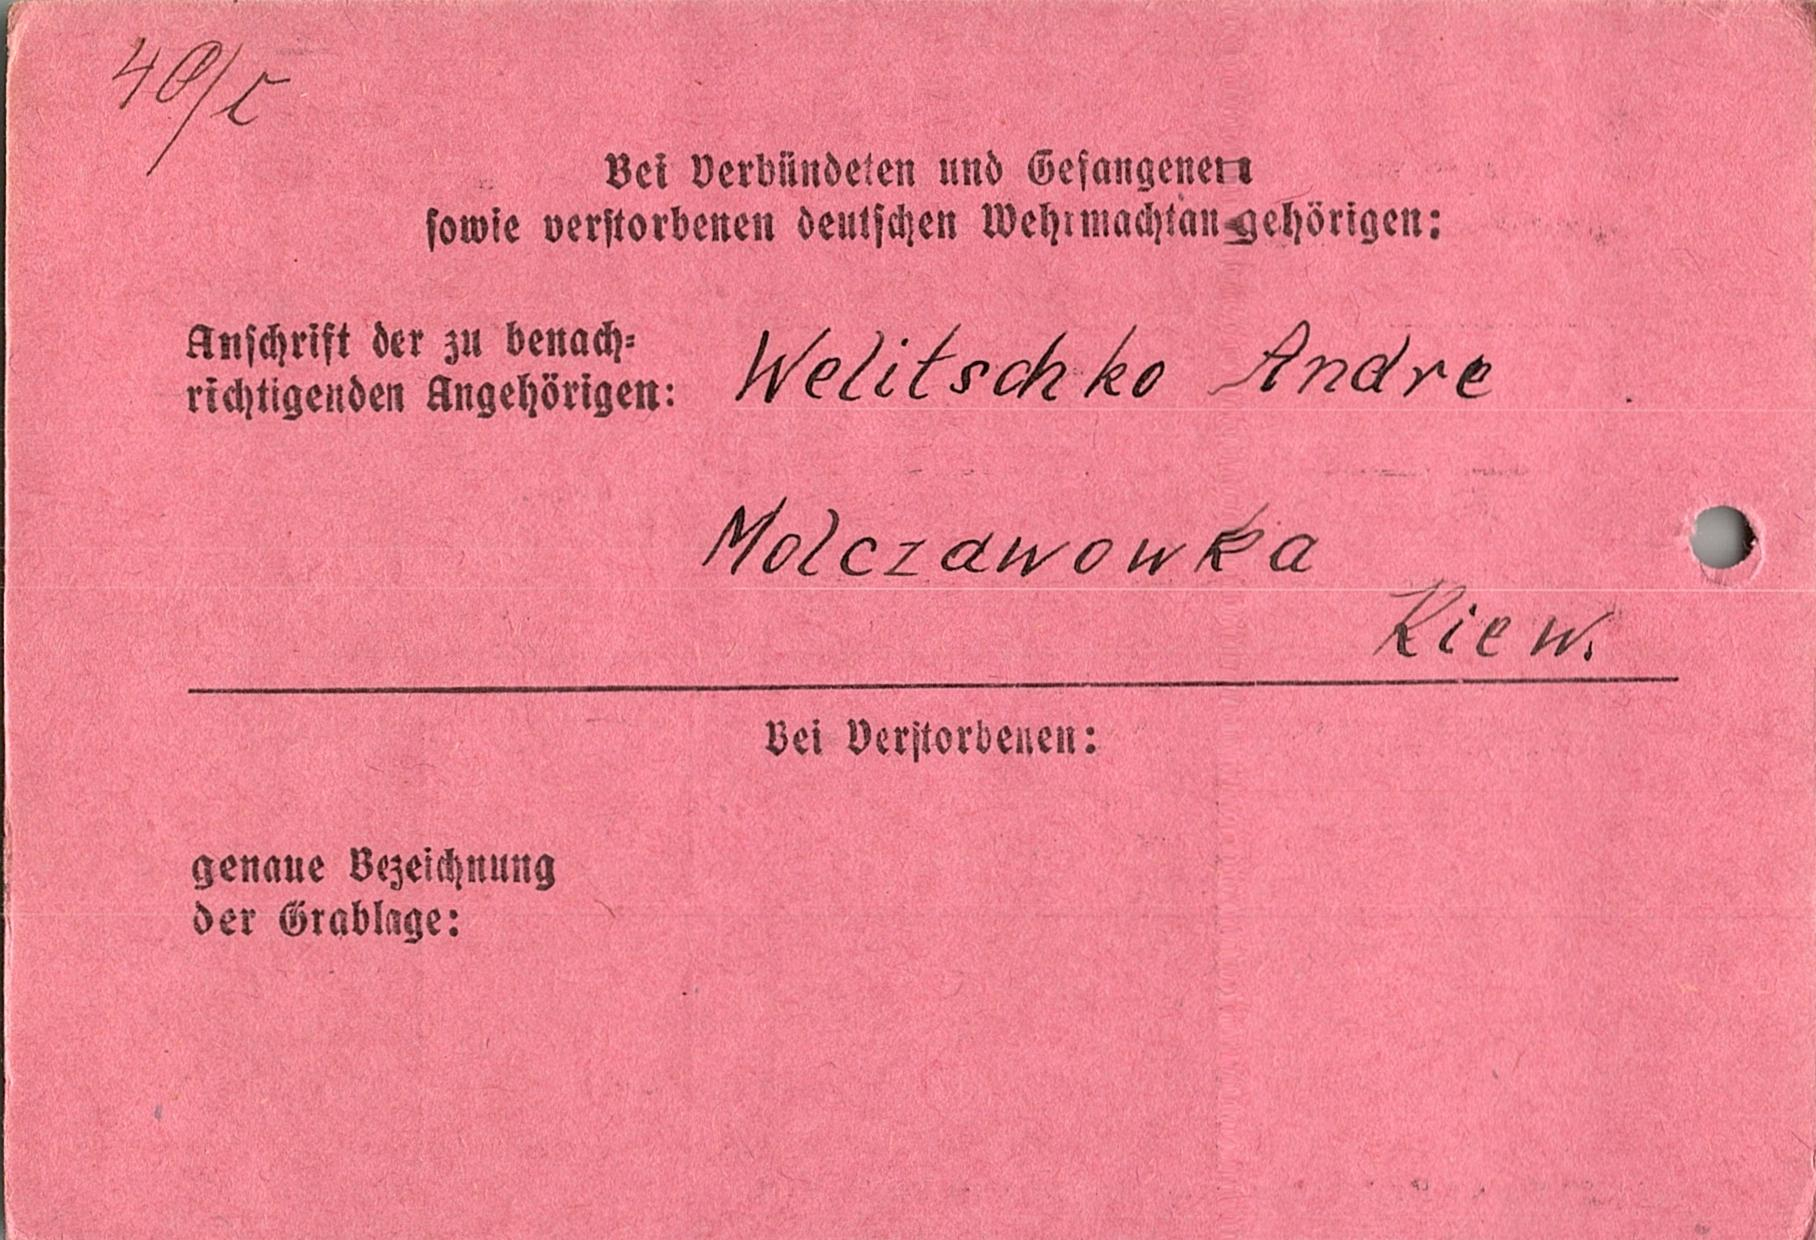 40/c
Bei Verbündeten und Gefangenen
sowie verstorbenen deutschen Wehrmachtangehörigen:
Anschrift der zu benach-
richtigenden Angehörigen:
Welitschko Andre
Molczawowka
Kiew.
Bei Verstorbenen:
genaue Bezeichnung
der Grablage: